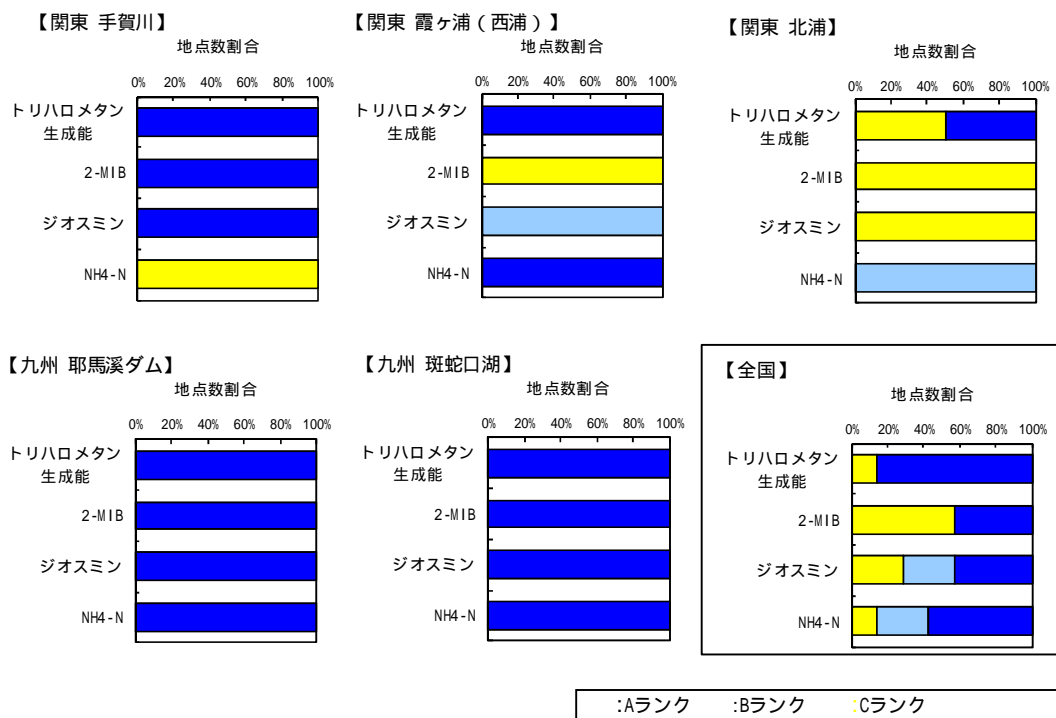 【関東 手賀川】
地点数割合
0% 20% 40% 60% 80% 100%
トリハロメタン
生成能
2-MIB
ジオスミン
NH4-N
【関東 霞ヶ浦（西浦）】
地点数割合
0% 20% 40% 60% 80% 100%
トリハロメタン
生成能
2-MIB
ジオスミン
NH4-N
【関東 北浦】
地点数割合
0% 20% 40% 60% 80% 100%
トリハロメタン
生成能
2-MIB
ジオスミン
NH4-N
【九州 耶馬溪ダム】
地点数割合
0% 20% 40% 60% 80% 100%
トリハロメタン
生成能
2-MIB
ジオスミン
NH4-N
【九州 斑蛇口湖】
地点数割合
0% 20% 40% 60% 80% 100%
トリハロメタン
生成能
2-MIB
ジオスミン
NH4-N
【全国】
地点数割合
0% 20% 40% 60% 80% 100%
トリハロメタン
生成能
2-MIB
ジオスミン
NH4-N
:Aランク :Bランク :Cランク